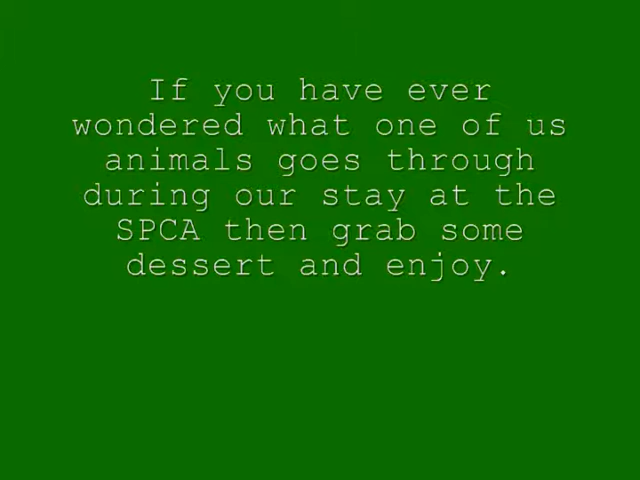 If you have ever
wondered what one of us
animals goes through
during our stay at the
SPCA then grab some
dessert and enjoy.